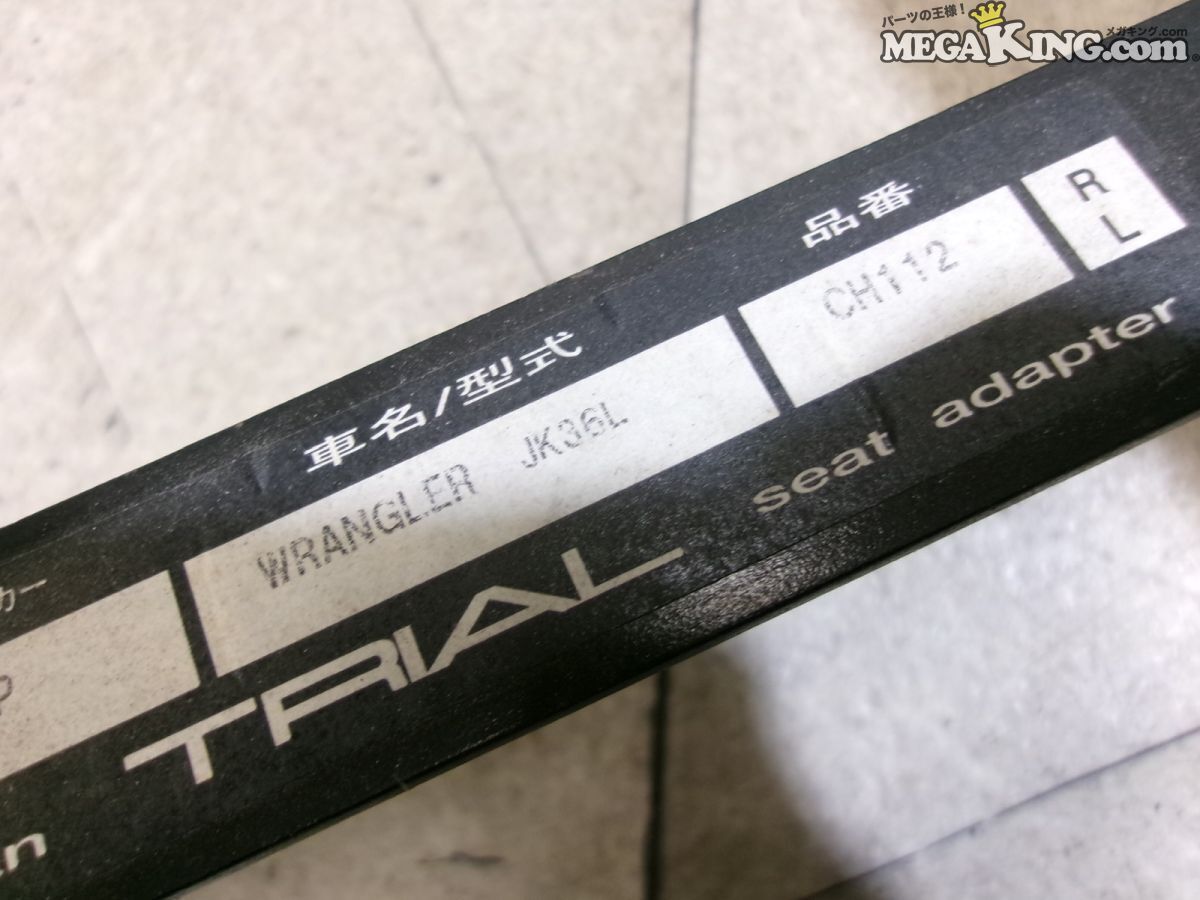 パーツの王様!
メガキング.com
MEGAKING.com
車名/型式
品番
WRANGLER JK36L
CH112
R
L
カー
P
TRIAL seat adapter